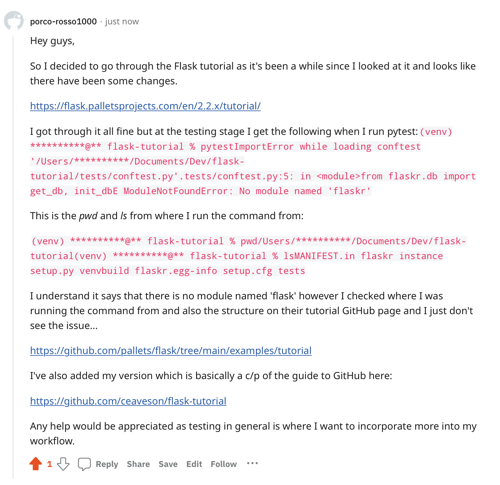 porco-rosso1000 · just now
Hey guys,
So I decided to go through the Flask tutorial as it's been a while since I looked at it and looks like
there have been some changes.
https://flask.palletsprojects.com/en/2.2.x/tutorial/
I got through it all fine but at the testing stage I get the following when I run pytest: (venv)
**********@** flask-tutorial % pytestImportError while loading conftest
'/Users/**********/Documents/Dev/flask-
tutorial/tests/conftest.py'.tests/conftest.py:5: in <module>from flaskr.db import
get_db, init_dbE ModuleNotFoundError: No module named 'flaskr'
This is the pwd and ls from where I run the command from:
(venv) **********@** flask-tutorial % pwd/Users/**********/Documents/Dev/flask-
tutorial(venv) **********@** flask-tutorial % lsMANIFEST.in flaskr instance
setup.py venvbuild flaskr.egg-info setup.cfg tests
I understand it says that there is no module named 'flask' however I checked where I was
running the command from and also the structure on their tutorial GitHub page and I just don't
see the issue...
https://github.com/pallets/flask/tree/main/examples/tutorial
I've also added my version which is basically a c/p of the guide to GitHub here:
https://github.com/ceaveson/flask-tutorial
Any help would be appreciated as testing in general is where I want to incorporate more into my
workflow.
1 Reply Share Save Edit Follow ···